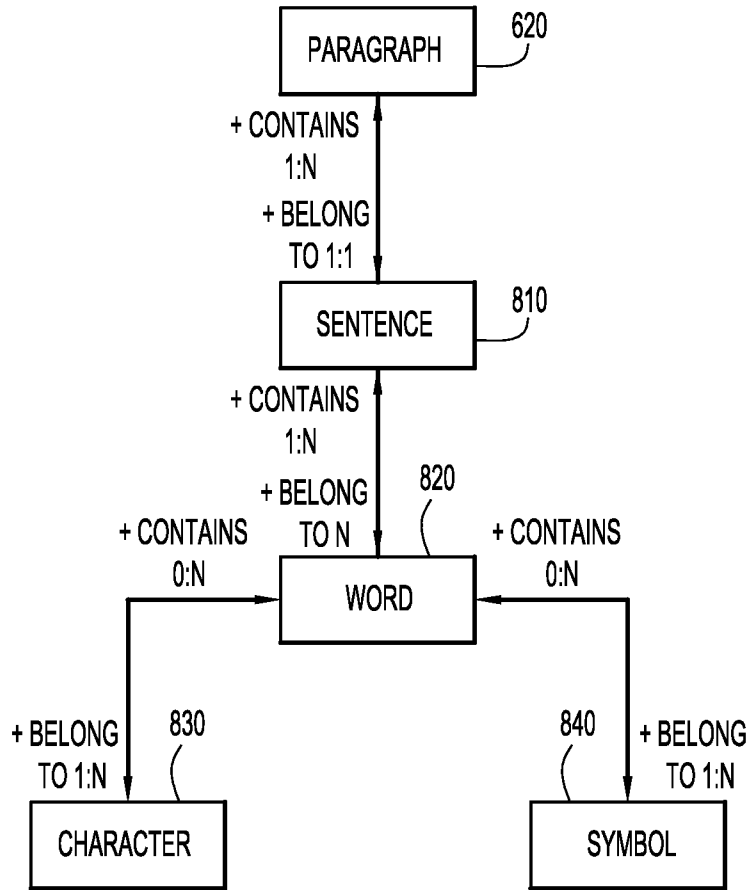 PARAGRAPH
620
+ CONTAINS
1:N
+ BELONG
TO 1:1
SENTENCE
810
+ CONTAINS
1:N
+ BELONG
TO N
820
+ CONTAINS
0:N
WORD
+ CONTAINS
0:N
+ BELONG
TO 1:N
830
CHARACTER
840
+ BELONG
TO 1:N
SYMBOL